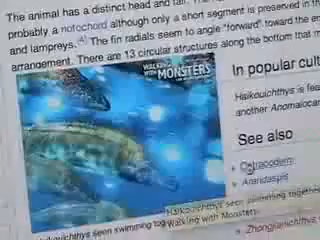 The animal has a distinct head and tail. The
probably a notochord although only a short segment is preserved in th
and lampreys.[4] The fin radials seem to angle "forward" toward the en
arrangement. There are 13 circular structures along the bottom that m
WALKING
WITH MONSTERS
In popular cult
Haikouichthys is fea
another Anomalocar
See also
Ostracoderm
Arandaspis
Zhongjianichthys
Haikouichthys seen swimming together
Walking with Monsters.
Haikouichthys seen swimming tog